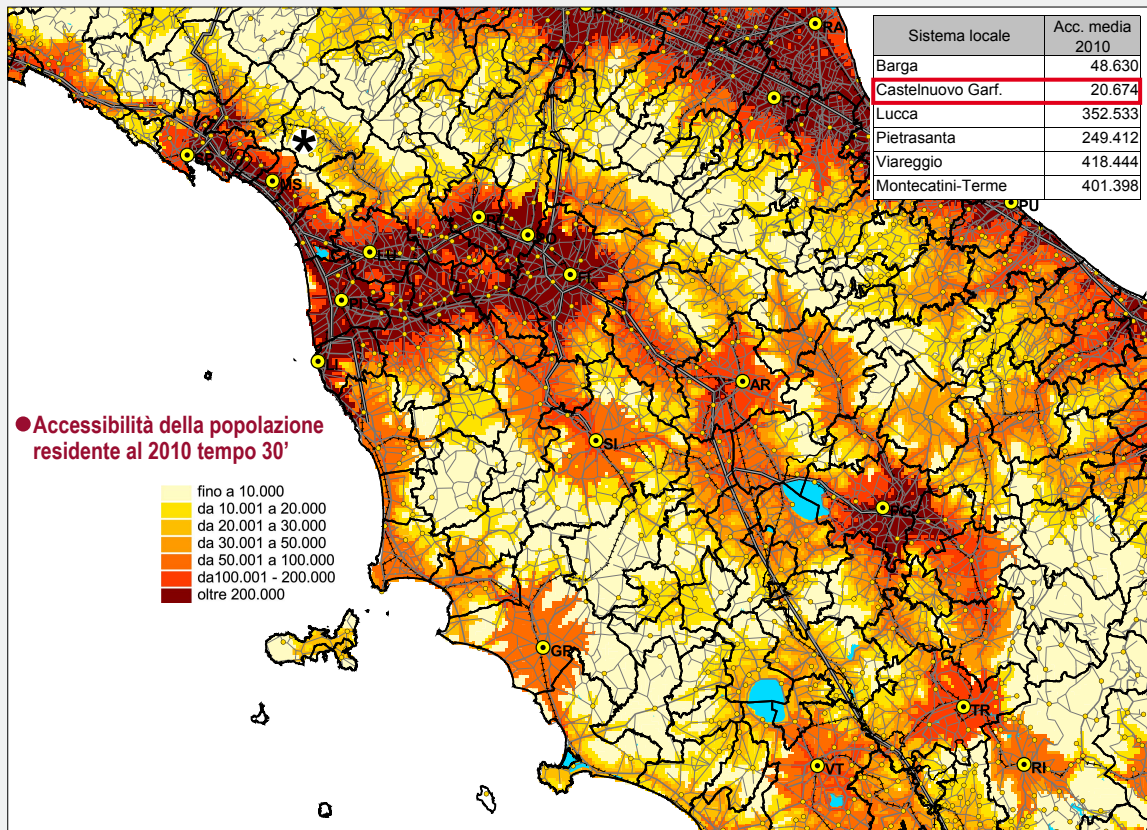 Sistema locale Acc. media 2010
Barga 48.630
Castelnuovo Garf. 20.674
Lucca 352.533
Pietrasanta 249.412
Viareggio 418.444
Montecatini-Terme 401.398
RA
FC
PU
*
SP
MS
PT
PO
LU
FI
PI
LI
AR
SI
PG
GR
TR
VT
RI
Accessibilità della popolazione
residente al 2010 tempo 30'
fino a 10.000
da 10.001 a 20.000
da 20.001 a 30.000
da 30.001 a 50.000
da 50.001 a 100.000
da100.001 - 200.000
oltre 200.000